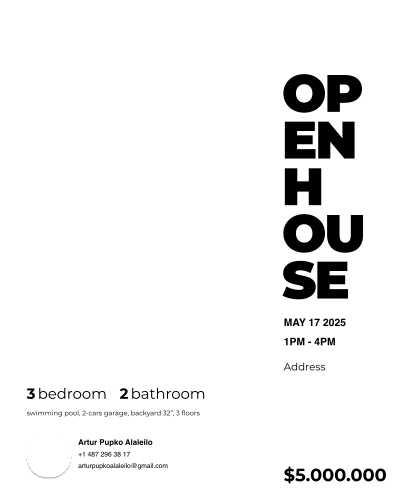 OP
EN
H
OU
SE
MAY 17 2025
1PM - 4PM
Address
3 bedroom 2 bathroom
swimming pool, 2-cars garage, backyard 32", 3 floors
Artur Pupko Alaleilo
+1 487 296 38 17
arturpupkoalaleilo@gmail.com
$5.000.000